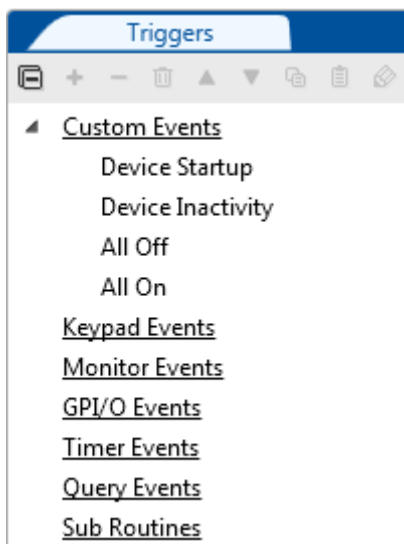 Triggers
Custom Events
Device Startup
Device Inactivity
All Off
All On
Keypad Events
Monitor Events
GPI/O Events
Timer Events
Query Events
Sub Routines